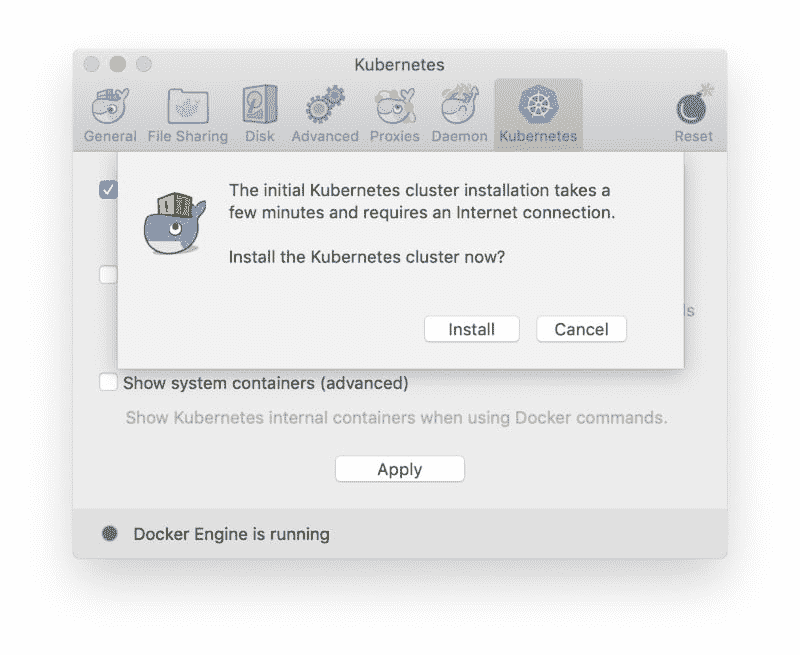 Kubernetes
General File Sharing Disk Advanced Proxies Daemon Kubernetes Reset
The initial Kubernetes cluster installation takes a
few minutes and requires an Internet connection.
Install the Kubernetes cluster now?
Install Cancel
Show system containers (advanced)
Show Kubernetes internal containers when using Docker commands.
Apply
Docker Engine is running